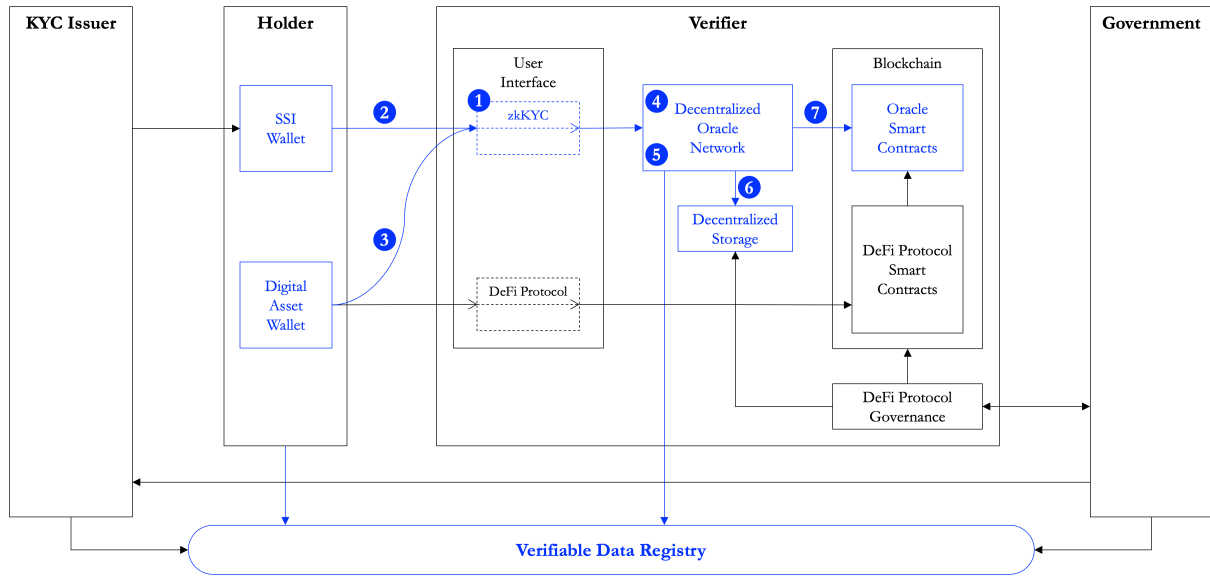 KYC Issuer
Holder
Verifier
Government
User
Interface
Blockchain
SSI
Wallet
2
1
zkKYC
4
Decentralized
Oracle
Network
5
7
Oracle
Smart
Contracts
6
Decentralized
Storage
3
Digital
Asset
Wallet
DeFi Protocol
DeFi Protocol
Smart
Contracts
DeFi Protocol
Governance
Verifiable Data Registry